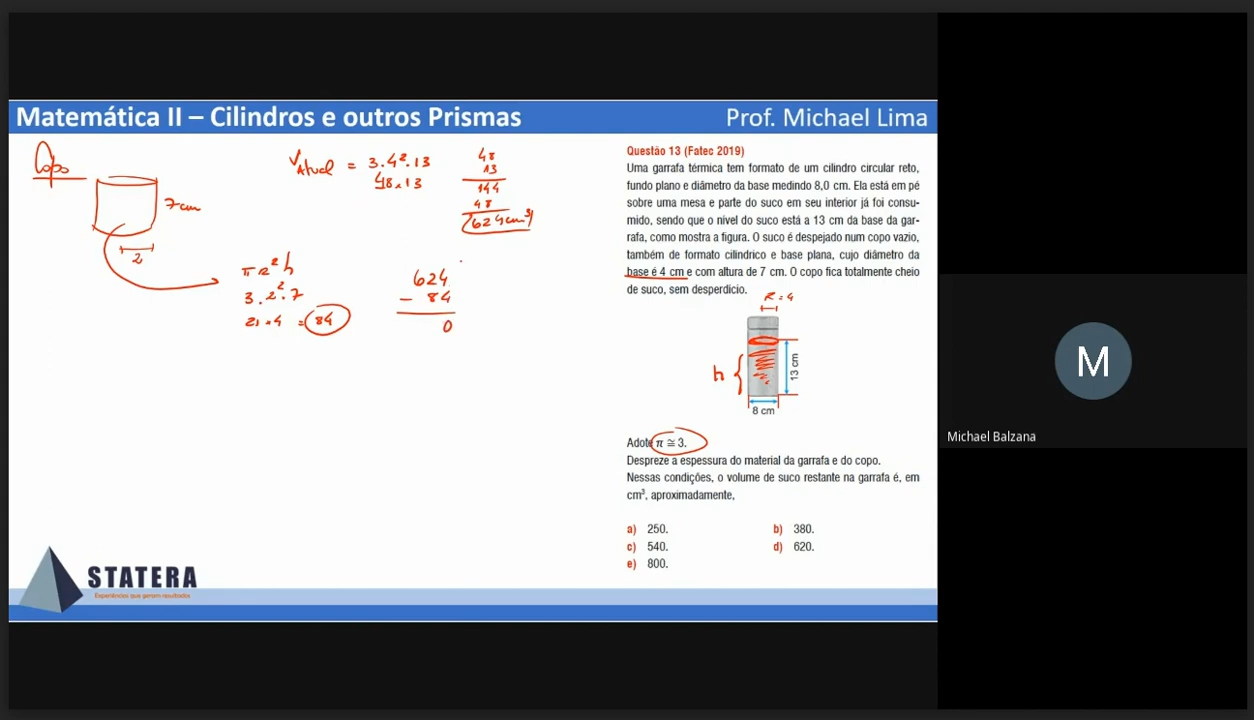 Matemática II – Cilindros e outros Prismas
Prof. Michael Lima
Copo
7cm
2
V Atual = 3.4².13
48x13
48
13
144
48
624cm³
π R² h
3.2².7
21 x 4 = 84
624
- 84
0
Questão 13 (Fatec 2019)
Uma garrafa térmica tem formato de um cilindro circular reto,
fundo plano e diâmetro da base medindo 8,0 cm. Ela está em pé
sobre uma mesa e parte do suco em seu interior já foi consu-
mido, sendo que o nível do suco está a 13 cm da base da gar-
rafa, como mostra a figura. O suco é despejado num copo vazio,
também de formato cilíndrico e base plana, cujo diâmetro da
base é 4 cm e com altura de 7 cm. O copo fica totalmente cheio
de suco, sem desperdício.
R = 4
h
13 cm
8 cm
Adote π ≅ 3.
Despreze a espessura do material da garrafa e do copo.
Nessas condições, o volume de suco restante na garrafa é, em
cm³, aproximadamente,
a) 250. b) 380.
c) 540. d) 620.
e) 800.
STATERA
Experiências que geram resultados
M
Michael Balzana